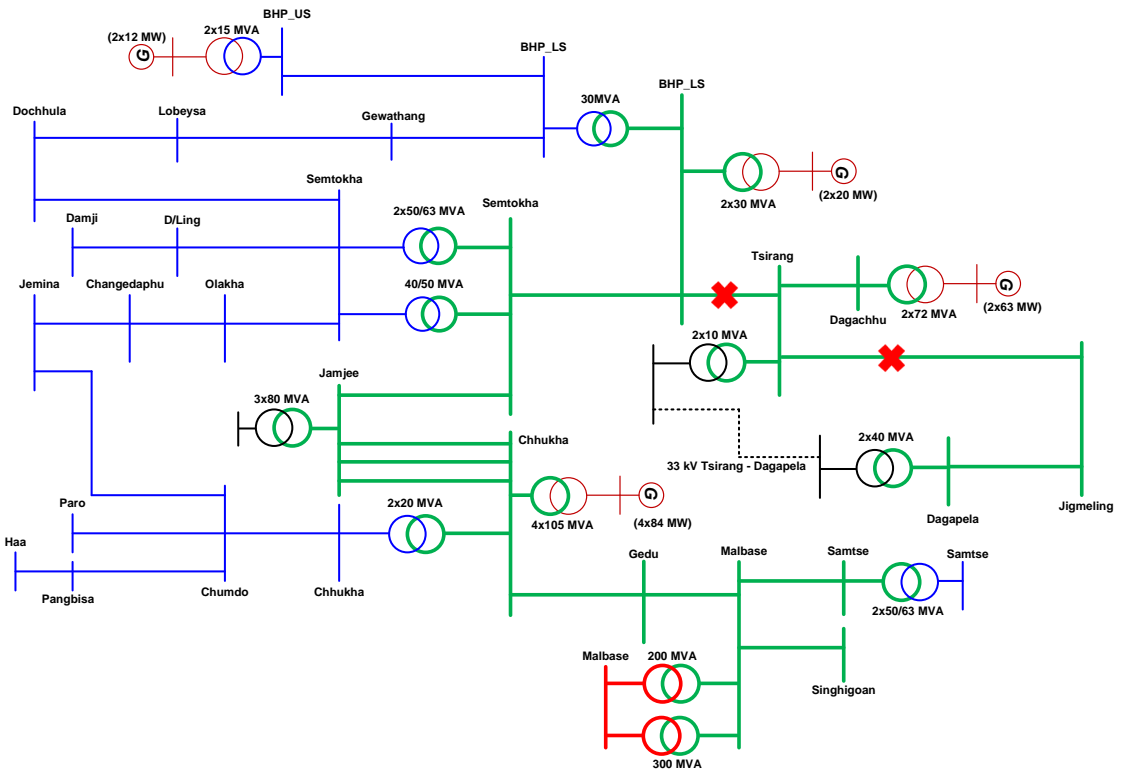 BHP_US
(2x12 MW)
2x15 MVA
G
BHP_LS
BHP_LS
30MVA
Dochhula
Lobeysa
Gewathang
G
2x30 MVA
(2x20 MW)
Semtokha
Semtokha
Damji
D/Ling
2x50/63 MVA
Tsirang
Jemina
Changedaphu
Olakha
40/50 MVA
G
Dagachhu
2x72 MVA
(2x63 MW)
2x10 MVA
Jamjee
3x80 MVA
Chhukha
2x40 MVA
33 kV Tsirang - Dagapela
Paro
2x20 MVA
G
4x105 MVA
(4x84 MW)
Dagapela
Jigmeling
Haa
Gedu
Malbase
Samtse
Samtse
Pangbisa
Chumdo
Chhukha
2x50/63 MVA
Malbase
200 MVA
Singhigoan
300 MVA